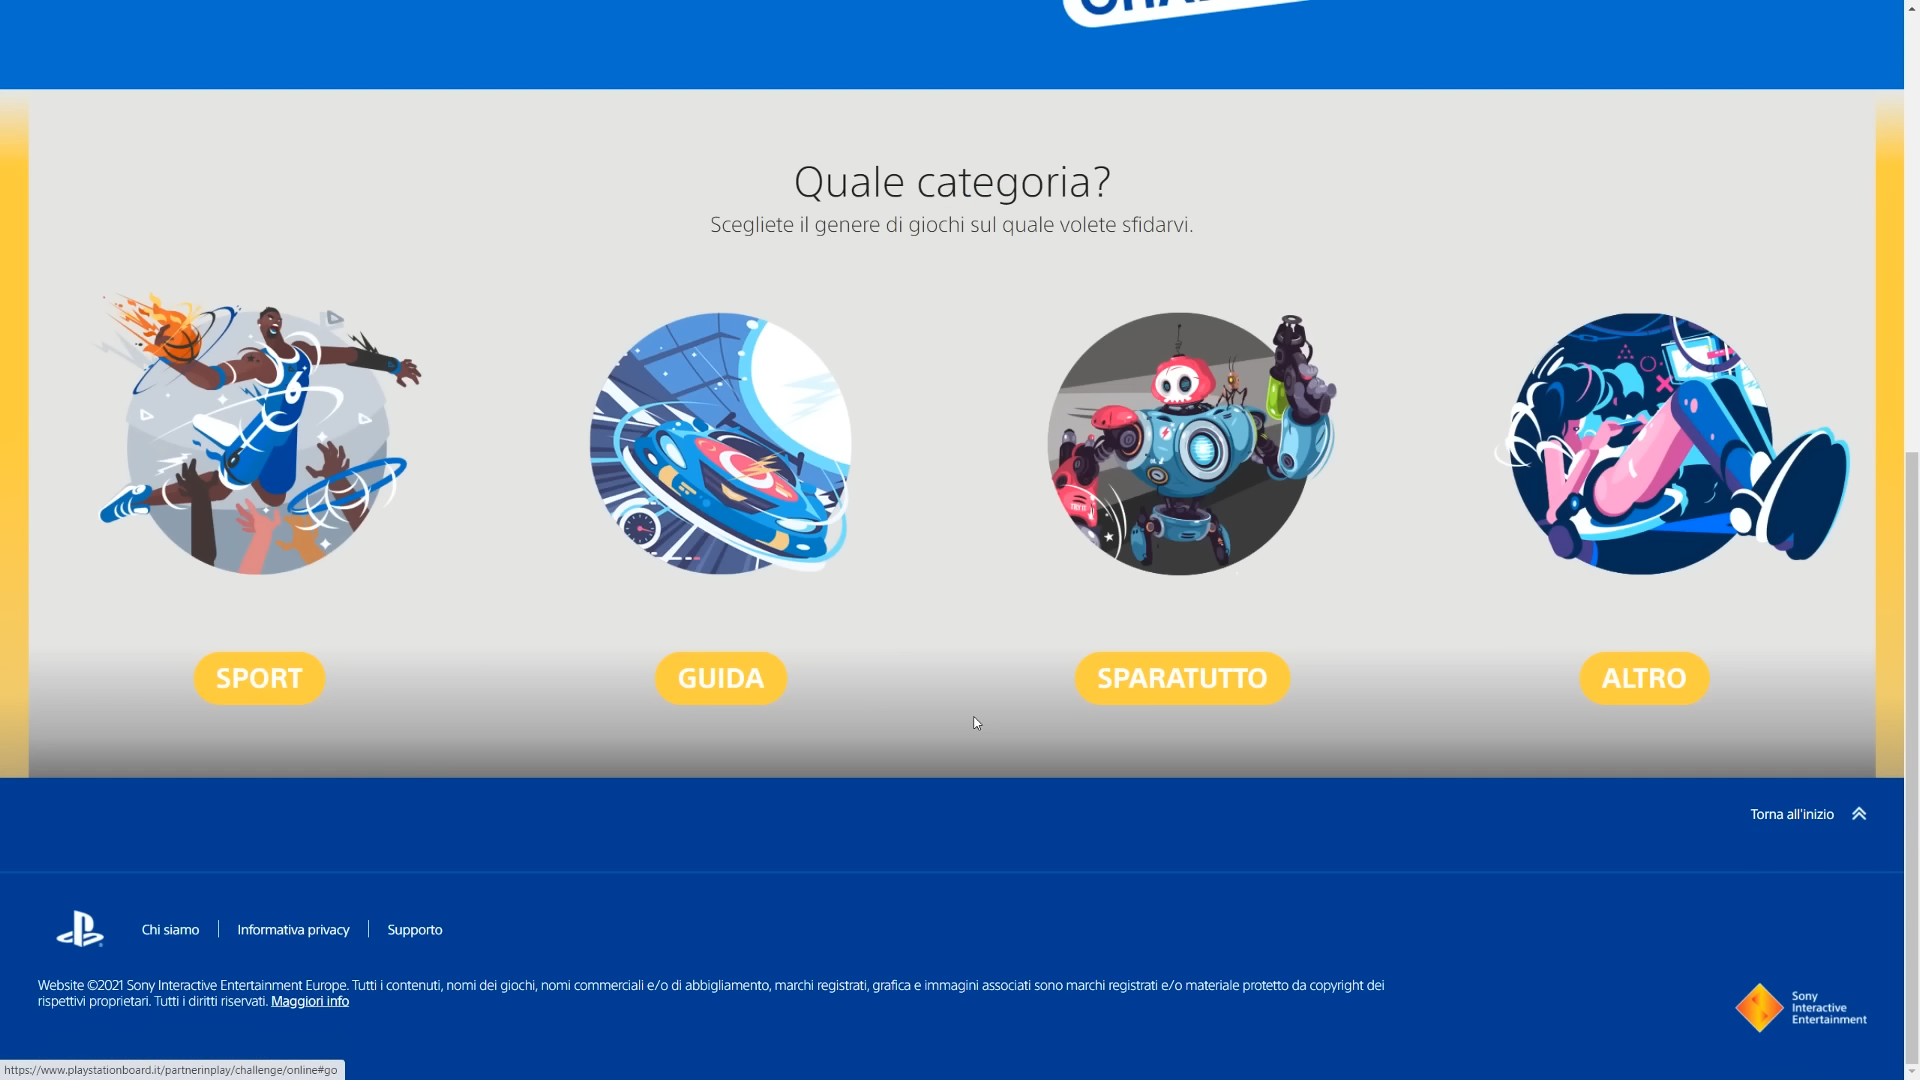 Quale categoria?
Scegliete il genere di giochi sul quale volete sfidarvi.
6
SPORT
GUIDA
SPARATUTTO
ALTRO
Torna all'inizio
Chi siamo
Informativa privacy
Supporto
Website ©2021 Sony Interactive Entertainment Europe. Tutti i contenuti, nomi dei giochi, nomi commerciali e/o di abbigliamento, marchi registrati, grafica e immagini associati sono marchi registrati e/o materiale protetto da copyright dei
rispettivi proprietari. Tutti i diritti riservati. Maggiori info
Sony
Interactive
Entertainment
https://www.playstationboard.it/partnerinplay/challenge/online#go